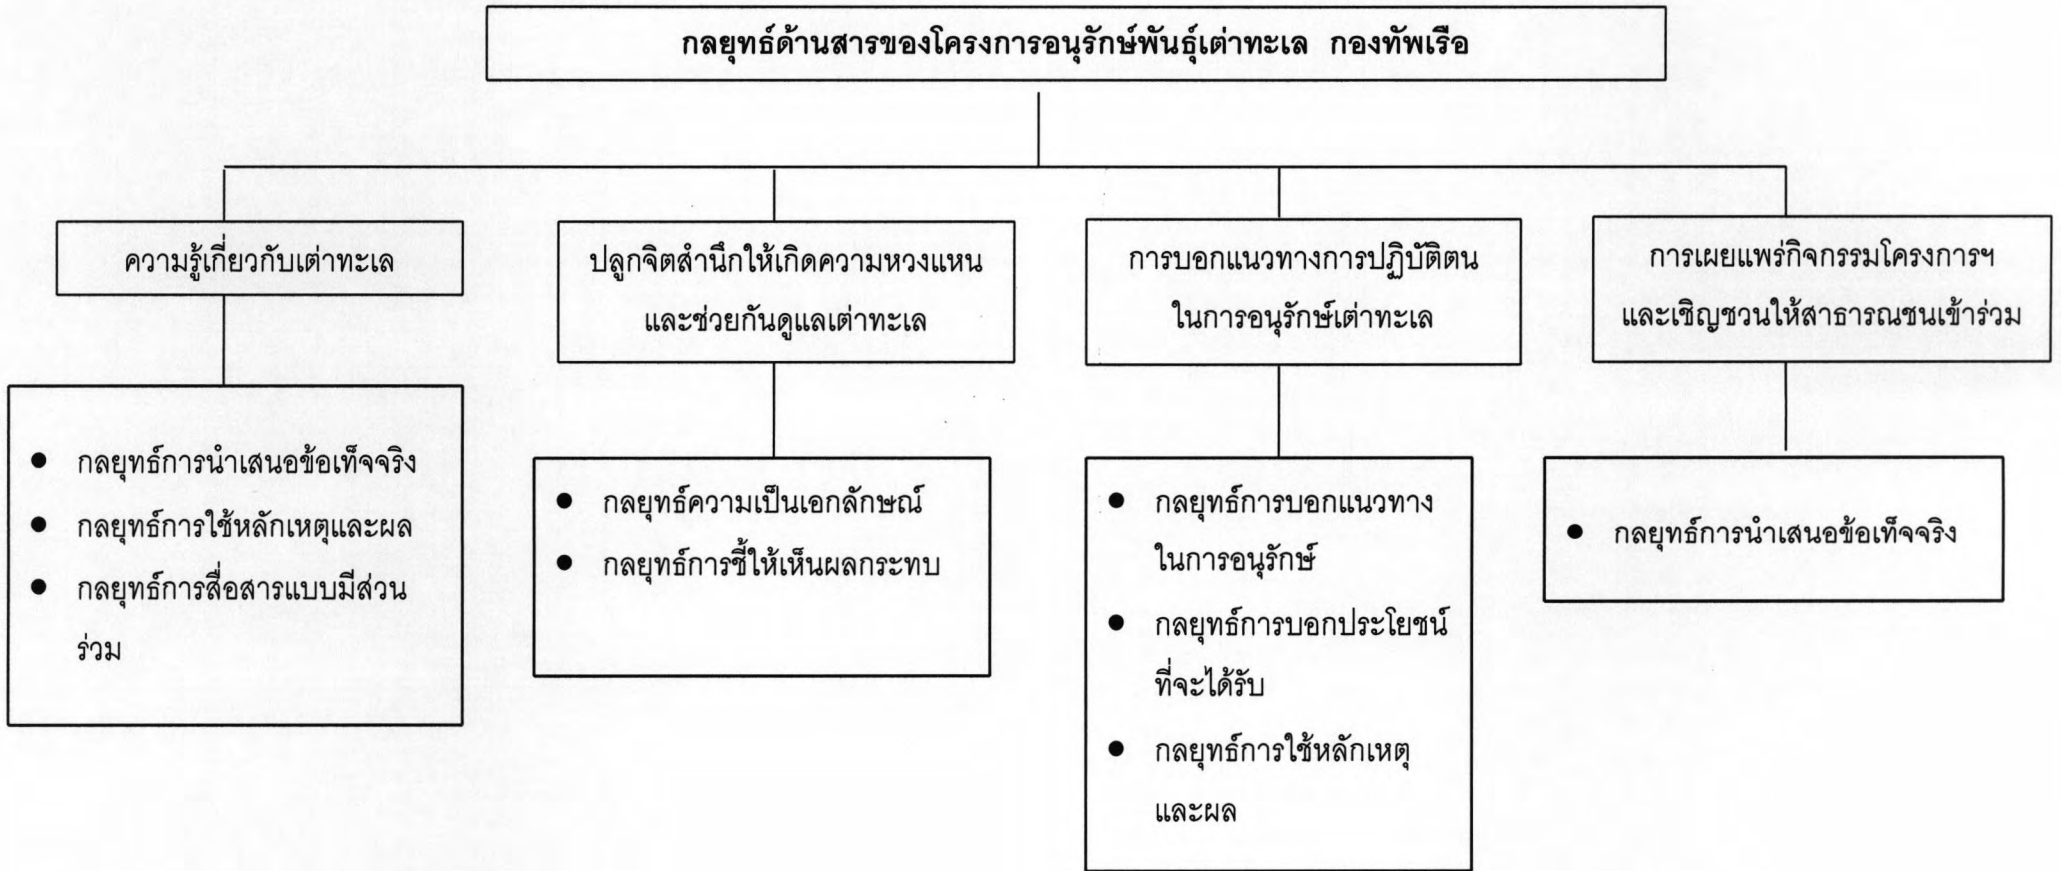 กลยุทธ์ด้านสารของโครงการอนุรักษ์พันธุ์เต่าทะเล กองทัพเรือ
ความรู้เกี่ยวกับเต่าทะเล
ปลูกจิตสำนึกให้เกิดความหวงแหน
และช่วยกันดูแลเต่าทะเล
การบอกแนวทางการปฏิบัติตน
ในการอนุรักษ์เต่าทะเล
การเผยแพร่กิจกรรมโครงการฯ
และเชิญชวนให้สาธารณชนเข้าร่วม
● กลยุทธ์การนำเสนอข้อเท็จจริง
● กลยุทธ์การใช้หลักเหตุและผล
● กลยุทธ์การสื่อสารแบบมีส่วน
ร่วม
● กลยุทธ์ความเป็นเอกลักษณ์
● กลยุทธ์การชี้ให้เห็นผลกระทบ
● กลยุทธ์การบอกแนวทาง
ในการอนุรักษ์
● กลยุทธ์การบอกประโยชน์
ที่จะได้รับ
● กลยุทธ์การใช้หลักเหตุ
และผล
● กลยุทธ์การนำเสนอข้อเท็จจริง